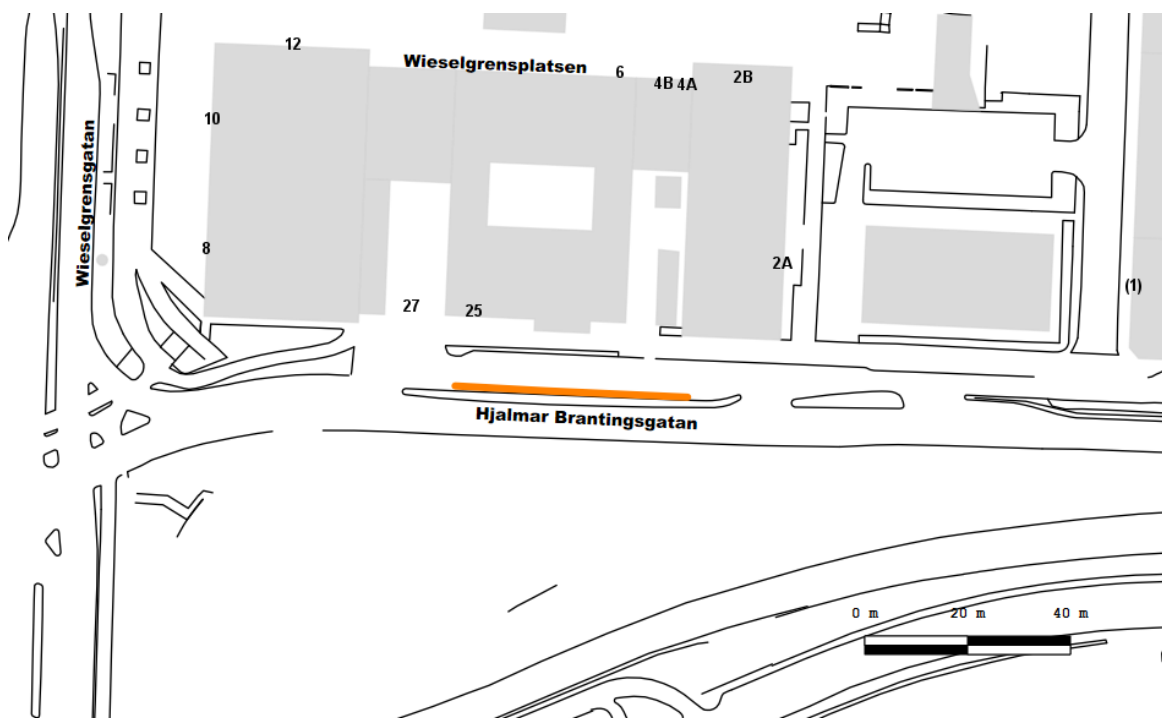 12
Wieselgrensplatsen
6
4B
4A
2B
10
Wieselgrensgatan
8
2A
27
25
(1)
Hjalmar Brantingsgatan
0 m
20 m
40 m